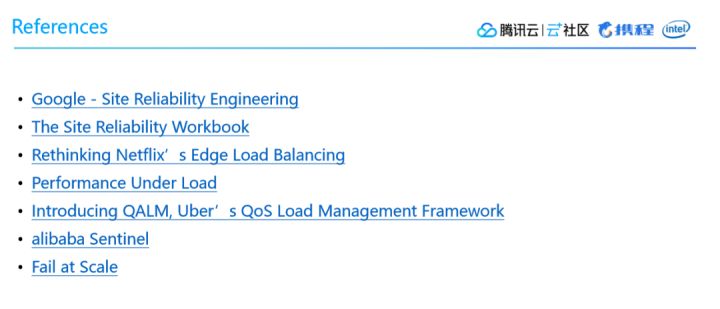 References
腾讯云 云+社区 携程 intel
• Google - Site Reliability Engineering
• The Site Reliability Workbook
• Rethinking Netflix’s Edge Load Balancing
• Performance Under Load
• Introducing QALM, Uber‘s QoS Load Management Framework
• alibaba Sentinel
• Fail at Scale